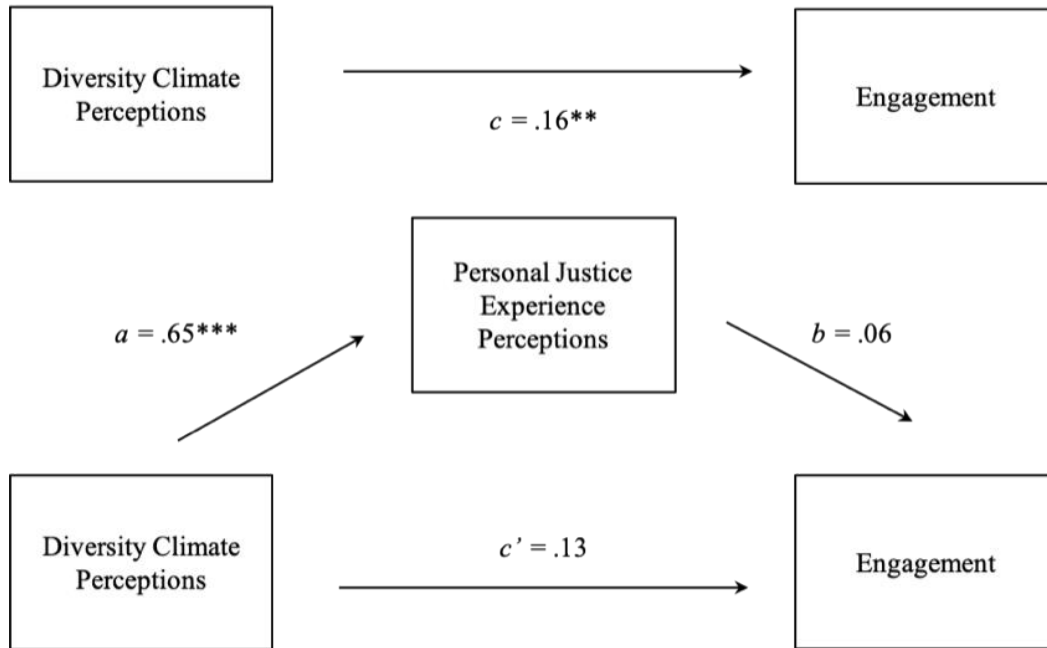 Diversity Climate
Perceptions
c = .16**
Engagement
Personal Justice
Experience
Perceptions
a = .65***
b = .06
Diversity Climate
Perceptions
c’ = .13
Engagement